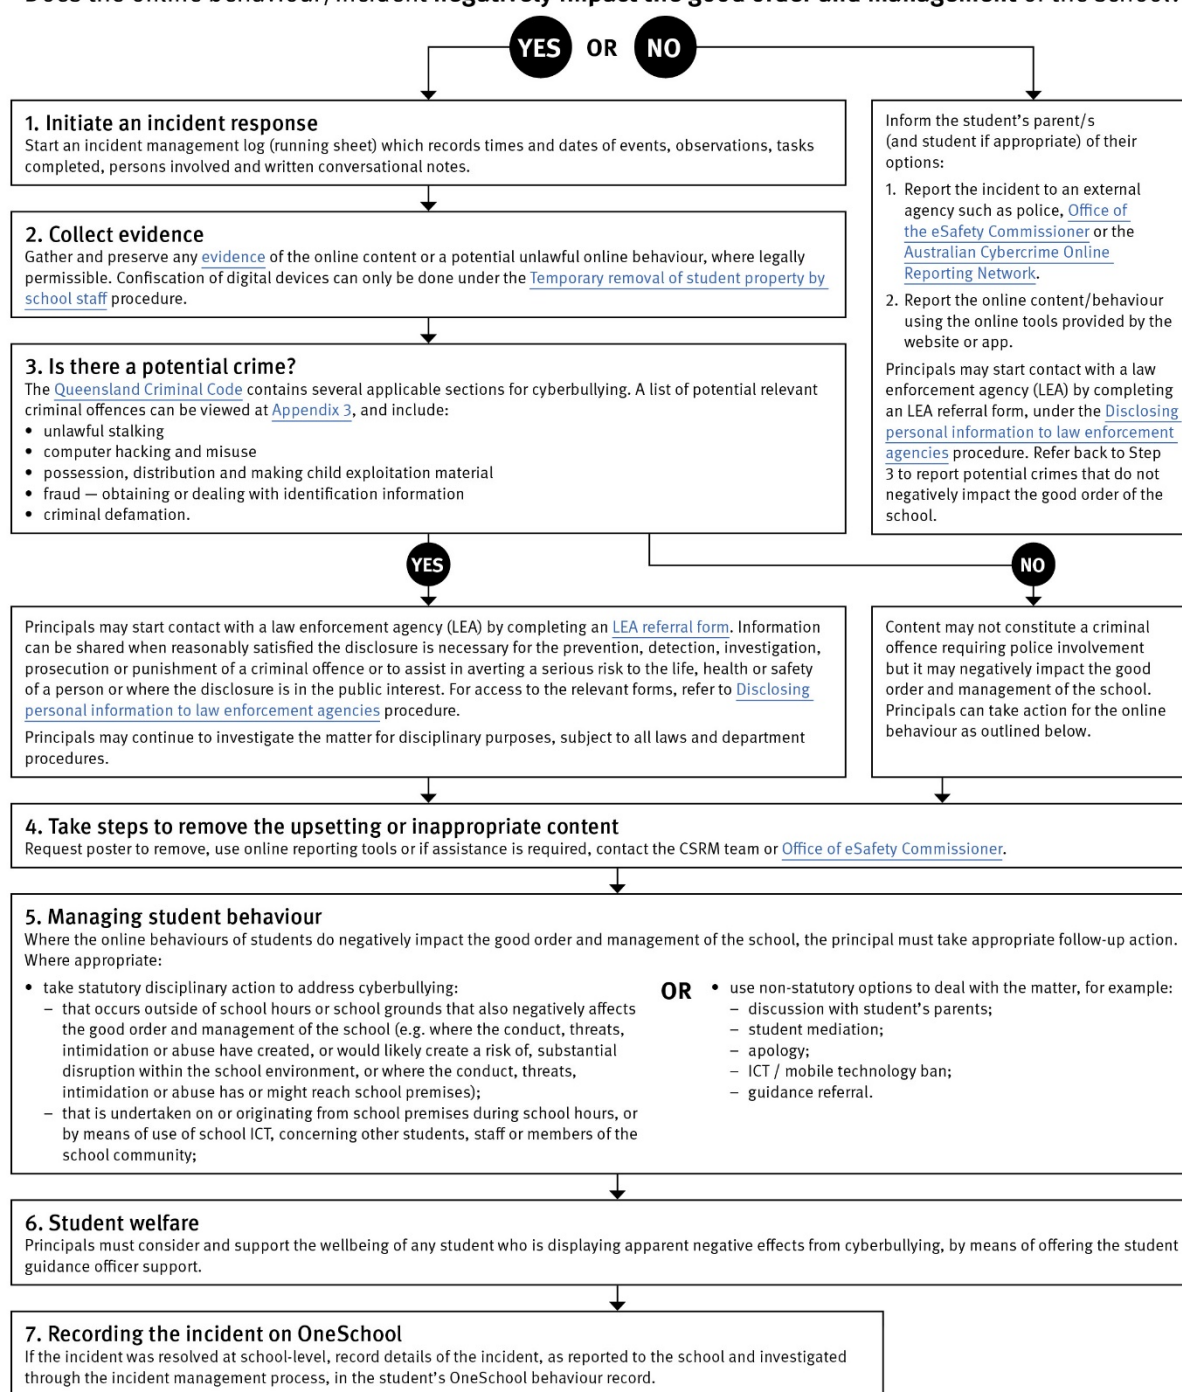 Does the online behaviour/incident negatively impact the good order and management of the school?
YES OR NO
1. Initiate an incident response
Start an incident management log (running sheet) which records times and dates of events, observations, tasks
completed, persons involved and written conversational notes.
2. Collect evidence
Gather and preserve any evidence of the online content or a potential unlawful online behaviour, where legally
permissible. Confiscation of digital devices can only be done under the Temporary removal of student property by
school staff procedure.
3. Is there a potential crime?
The Queensland Criminal Code contains several applicable sections for cyberbullying. A list of potential relevant
criminal offences can be viewed at Appendix 3, and include:
• unlawful stalking
• computer hacking and misuse
• possession, distribution and making child exploitation material
• fraud — obtaining or dealing with identification information
• criminal defamation.
Inform the student's parent/s
(and student if appropriate) of their
options:
1. Report the incident to an external
agency such as police, Office of
the eSafety Commissioner or the
Australian Cybercrime Online
Reporting Network.
2. Report the online content/behaviour
using the online tools provided by the
website or app.
Principals may start contact with a law
enforcement agency (LEA) by completing
an LEA referral form, under the Disclosing
personal information to law enforcement
agencies procedure. Refer back to Step
3 to report potential crimes that do not
negatively impact the good order of the
school.
YES
NO
Principals may start contact with a law enforcement agency (LEA) by completing an LEA referral form. Information
can be shared when reasonably satisfied the disclosure is necessary for the prevention, detection, investigation,
prosecution or punishment of a criminal offence or to assist in averting a serious risk to the life, health or safety
of a person or where the disclosure is in the public interest. For access to the relevant forms, refer to Disclosing
personal information to law enforcement agencies procedure.
Principals may continue to investigate the matter for disciplinary purposes, subject to all laws and department
procedures.
Content may not constitute a criminal
offence requiring police involvement
but it may negatively impact the good
order and management of the school.
Principals can take action for the online
behaviour as outlined below.
4. Take steps to remove the upsetting or inappropriate content
Request poster to remove, use online reporting tools or if assistance is required, contact the CSRM team or Office of eSafety Commissioner.
5. Managing student behaviour
Where the online behaviours of students do negatively impact the good order and management of the school, the principal must take appropriate follow-up action.
Where appropriate:
• take statutory disciplinary action to address cyberbullying:
– that occurs outside of school hours or school grounds that also negatively affects
the good order and management of the school (e.g. where the conduct, threats,
intimidation or abuse have created, or would likely create a risk of, substantial
disruption within the school environment, or where the conduct, threats,
intimidation or abuse has or might reach school premises);
– that is undertaken on or originating from school premises during school hours, or
by means of use of school ICT, concerning other students, staff or members of the
school community;
OR
• use non-statutory options to deal with the matter, for example:
– discussion with student's parents;
– student mediation;
– apology;
– ICT / mobile technology ban;
– guidance referral.
6. Student welfare
Principals must consider and support the wellbeing of any student who is displaying apparent negative effects from cyberbullying, by means of offering the student
guidance officer support.
7. Recording the incident on OneSchool
If the incident was resolved at school-level, record details of the incident, as reported to the school and investigated
through the incident management process, in the student's OneSchool behaviour record.